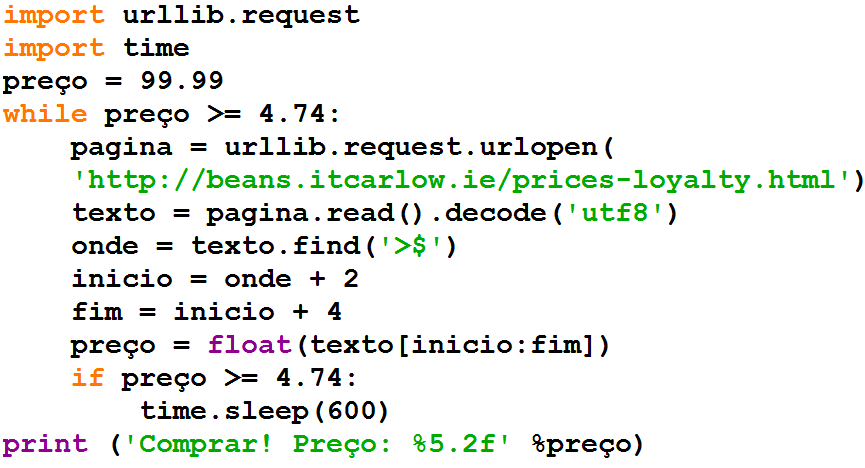 import urllib.request
import time
preço = 99.99
while preço >= 4.74:
    pagina = urllib.request.urlopen(
    'http://beans.itcarlow.ie/prices-loyalty.html')
    texto = pagina.read().decode('utf8')
    onde = texto.find('>$')
    inicio = onde + 2
    fim = inicio + 4
    preço = float(texto[inicio:fim])
    if preço >= 4.74:
        time.sleep(600)
print ('Comprar! Preço: %5.2f' %preço)